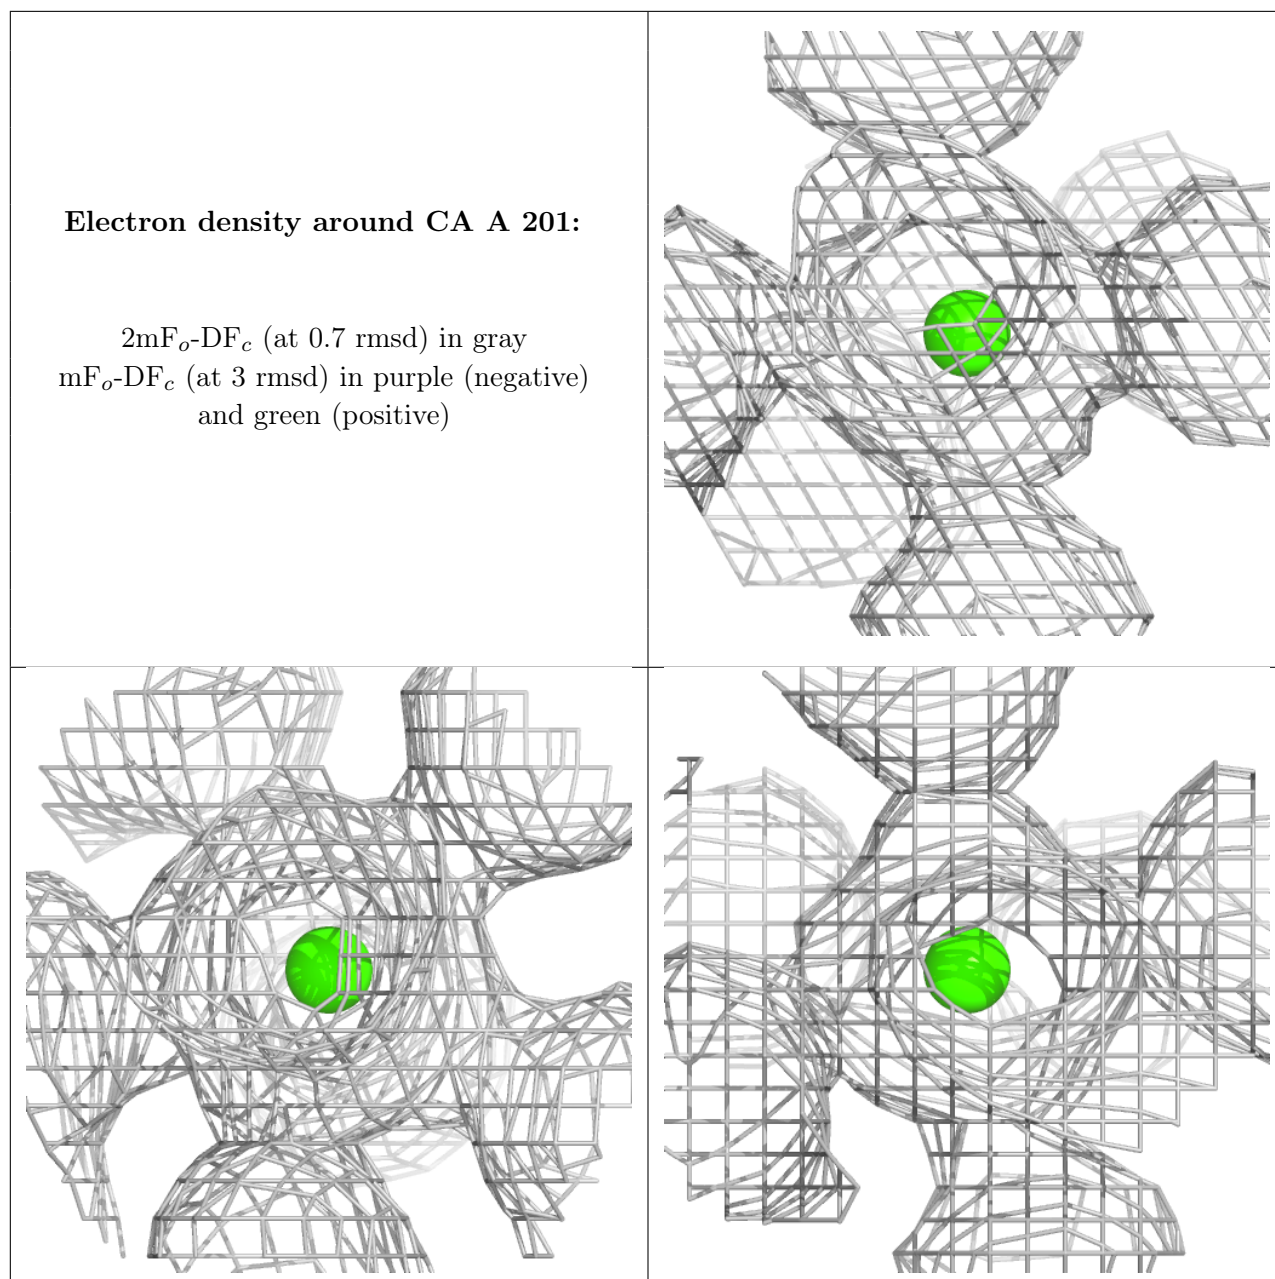 Electron density around CA A 201:
2mFo-DFc (at 0.7 rmsd) in gray
mFo-DFc (at 3 rmsd) in purple (negative)
and green (positive)